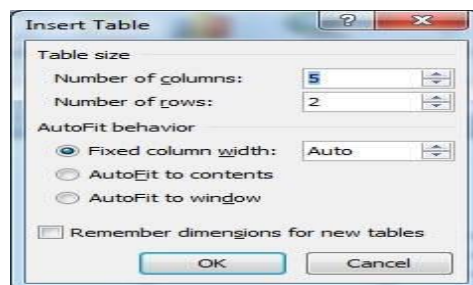 Insert Table
Table size
Number of columns: 5
Number of rows: 2
AutoFit behavior
Fixed column width: Auto
AutoFit to contents
AutoFit to window
Remember dimensions for new tables
OK Cancel